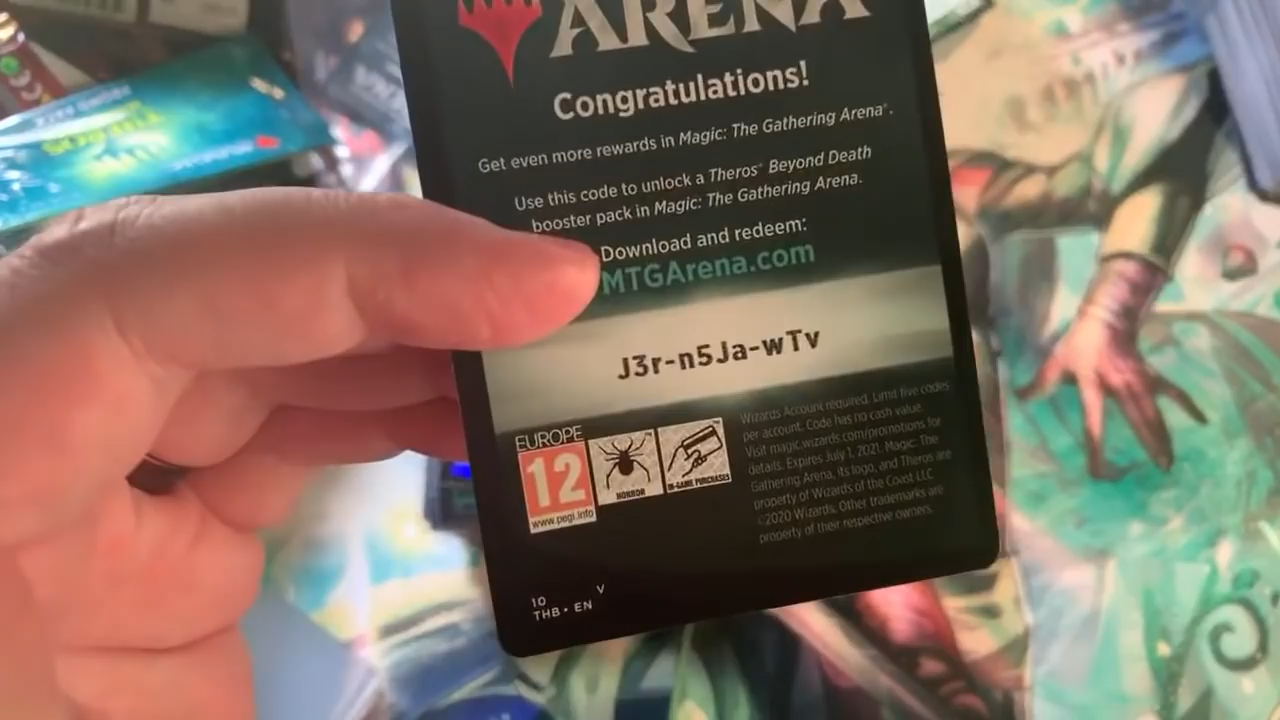 ARENA
Congratulations!
Get even more rewards in Magic: The Gathering Arena®.
Use this code to unlock a Theros® Beyond Death
booster pack in Magic: The Gathering Arena.
Download and redeem:
MTGArena.com
J3r-n5Ja-wTv
EUROPE
12
www.pegi.info
HORROR
IN-GAME PURCHASES
Wizards Account required. Limit five codes
per account. Code has no cash value.
Visit magic.wizards.com/promotions for
details. Expires July 1, 2021. Magic: The
Gathering Arena, its logo, and Theros are
property of Wizards of the Coast LLC
©2020 Wizards. Other trademarks are
property of their respective owners.
10 V
THB • EN